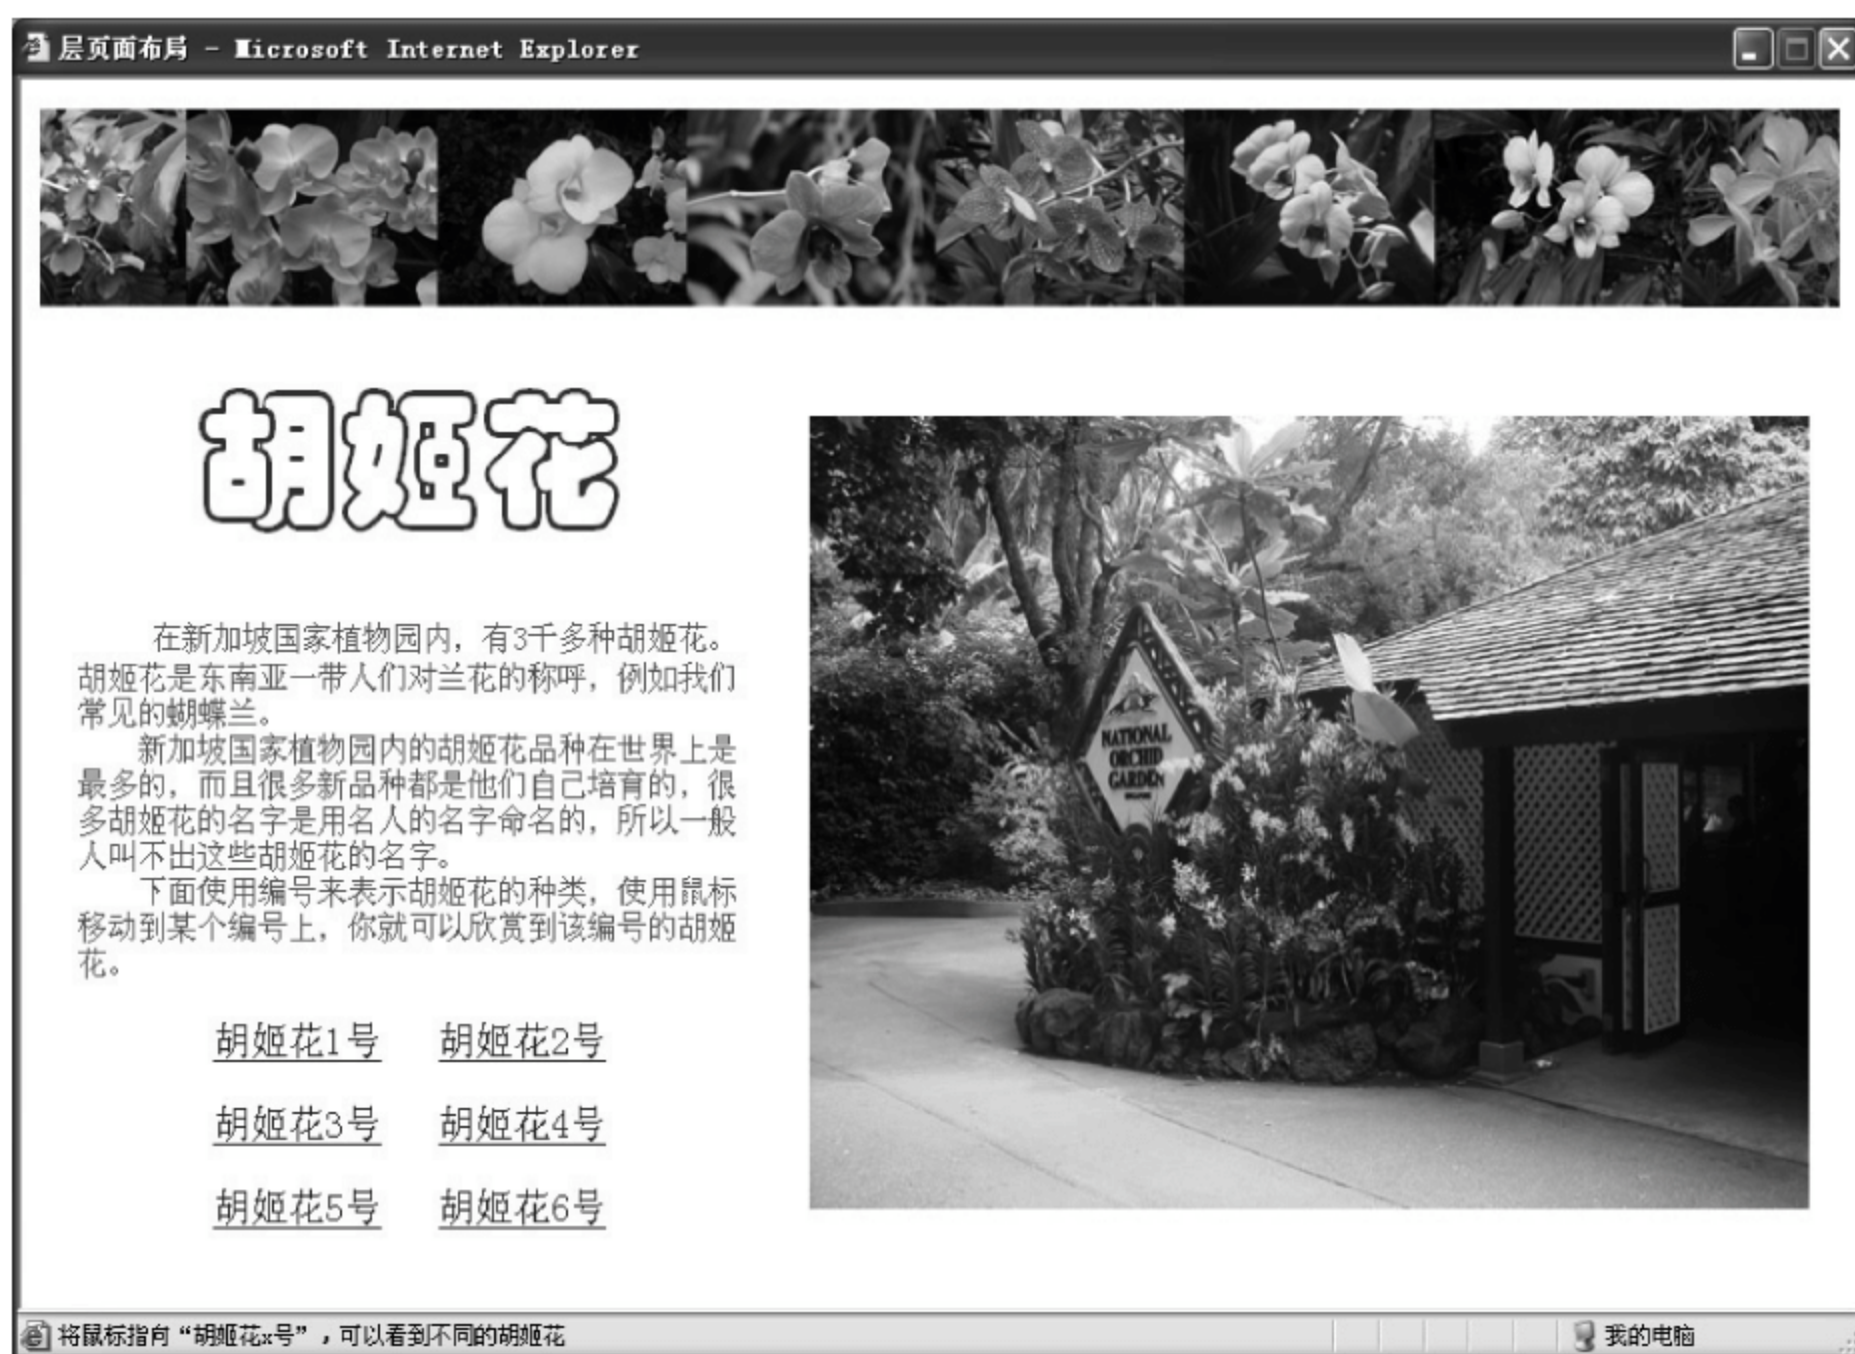 层页面布局 - Microsoft Internet Explorer
胡姬花
在新加坡国家植物园内，有3千多种胡姬花。
胡姬花是东南亚一带人们对兰花的称呼，例如我们
常见的蝴蝶兰。
新加坡国家植物园内的胡姬花品种在世界上是
最多的，而且很多新品种都是他们自己培育的，很
多胡姬花的名字是用名人的名字命名的，所以一般
人叫不出这些胡姬花的名字。
下面使用编号来表示胡姬花的种类，使用鼠标
移动到某个编号上，你就可以欣赏到该编号的胡姬
花。
胡姬花1号 胡姬花2号
胡姬花3号 胡姬花4号
胡姬花5号 胡姬花6号
NATIONAL
ORCHID
GARDEN
将鼠标指向“胡姬花x号”，可以看到不同的胡姬花 我的电脑